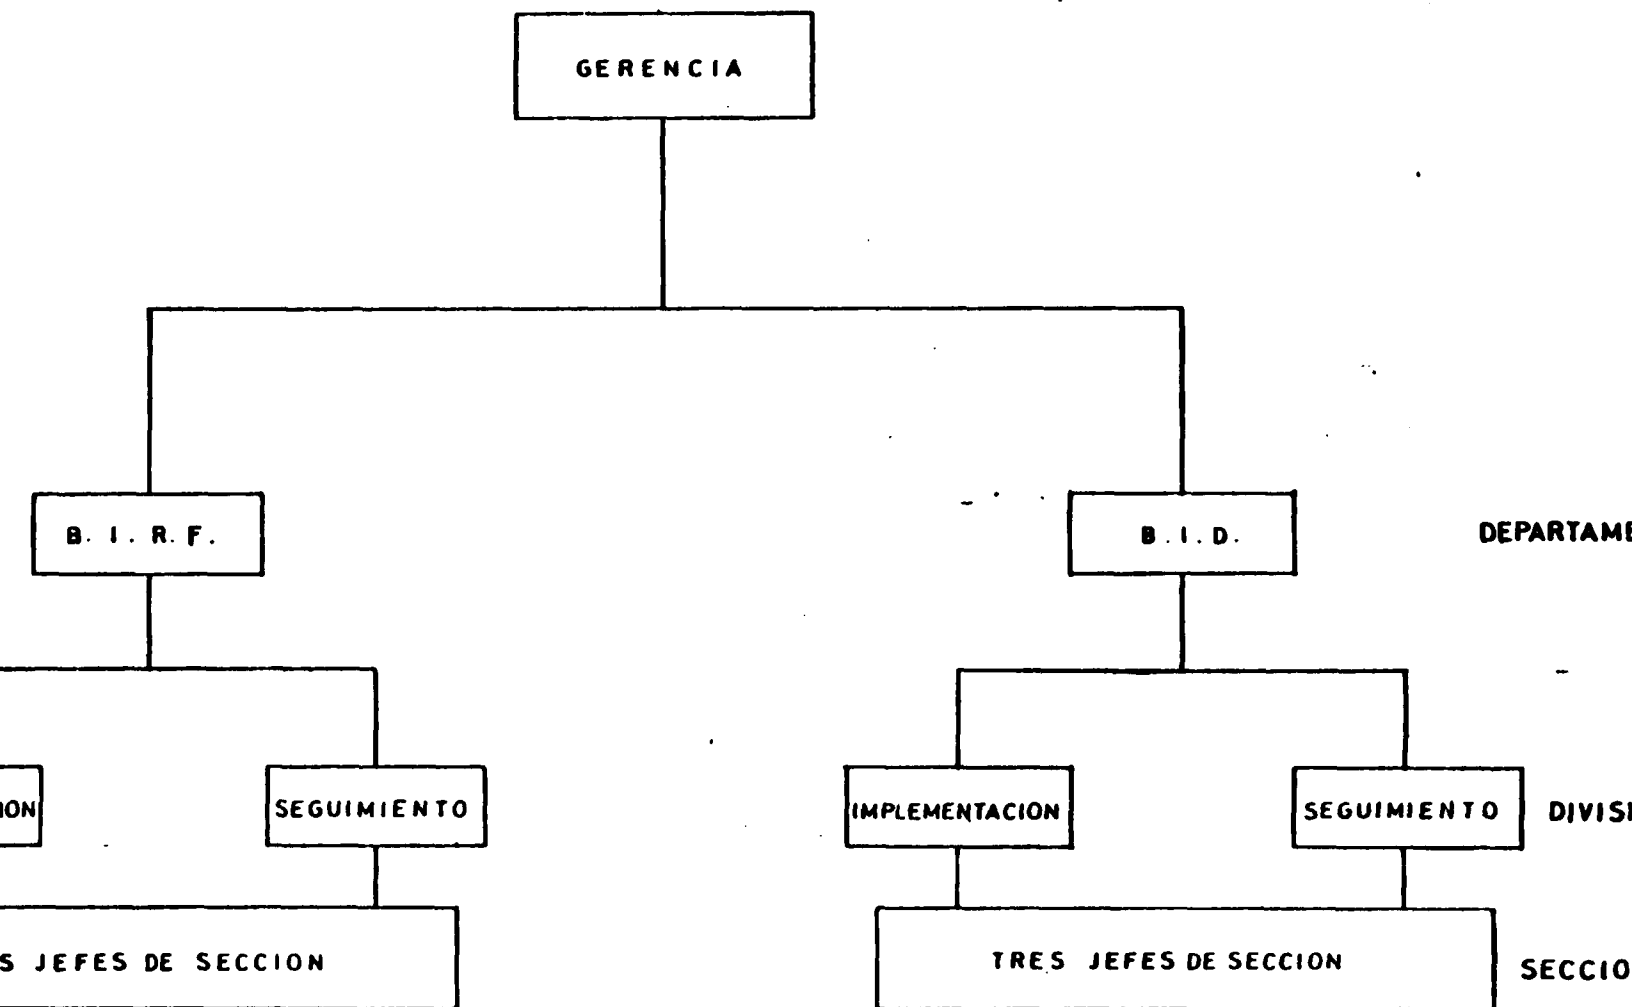 GERENCIA
B. I. R. F.
B.I.D.
DEPARTAME
ION
SEGUIMIENTO
IMPLEMENTACION
SEGUIMIENTO
DIVISI
S JEFES DE SECCION
TRES JEFES DE SECCION
SECCIO